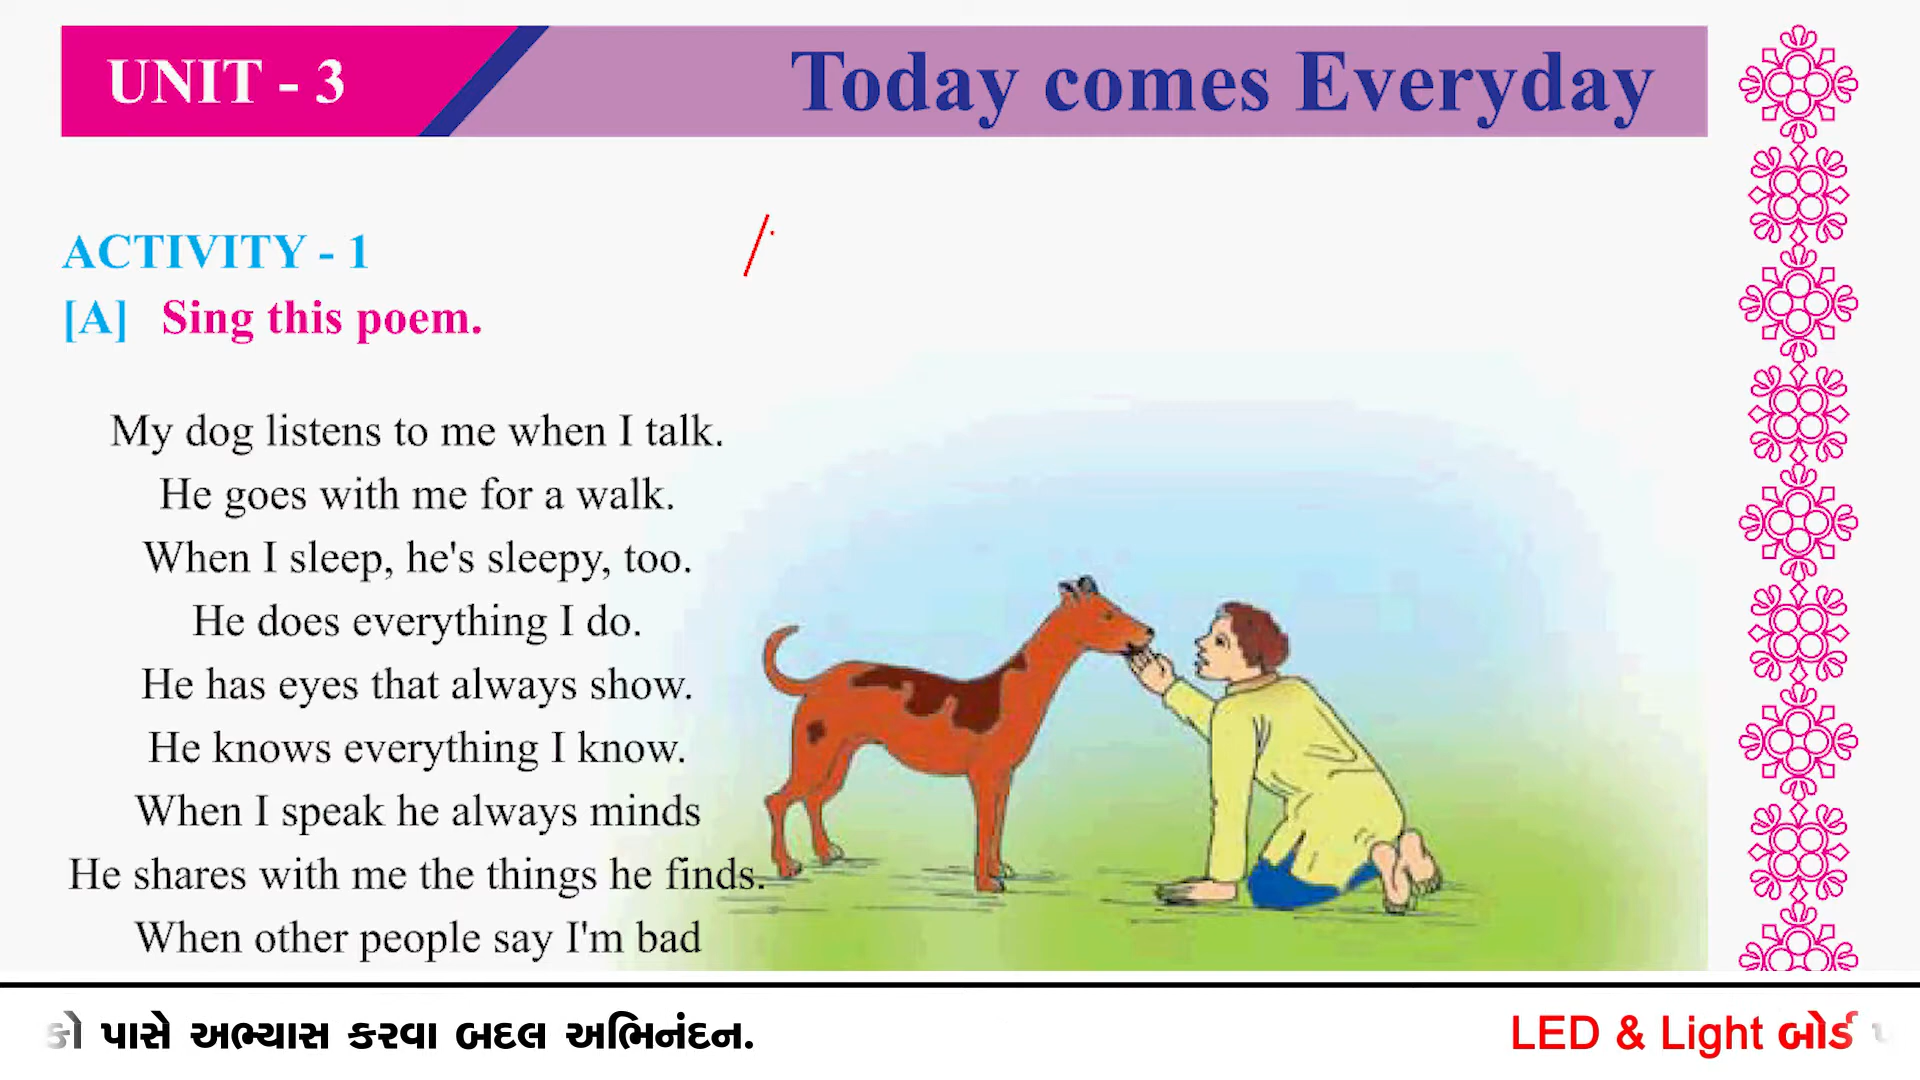 UNIT - 3
Today comes Everyday
ACTIVITY - 1
[A] Sing this poem.
My dog listens to me when I talk.
He goes with me for a walk.
When I sleep, he's sleepy, too.
He does everything I do.
He has eyes that always show.
He knows everything I know.
When I speak he always minds
He shares with me the things he finds.
When other people say I'm bad
પાસે અભ્યાસ કરવા બદલ અભિનંદન.
LED & Light બોર્ડ